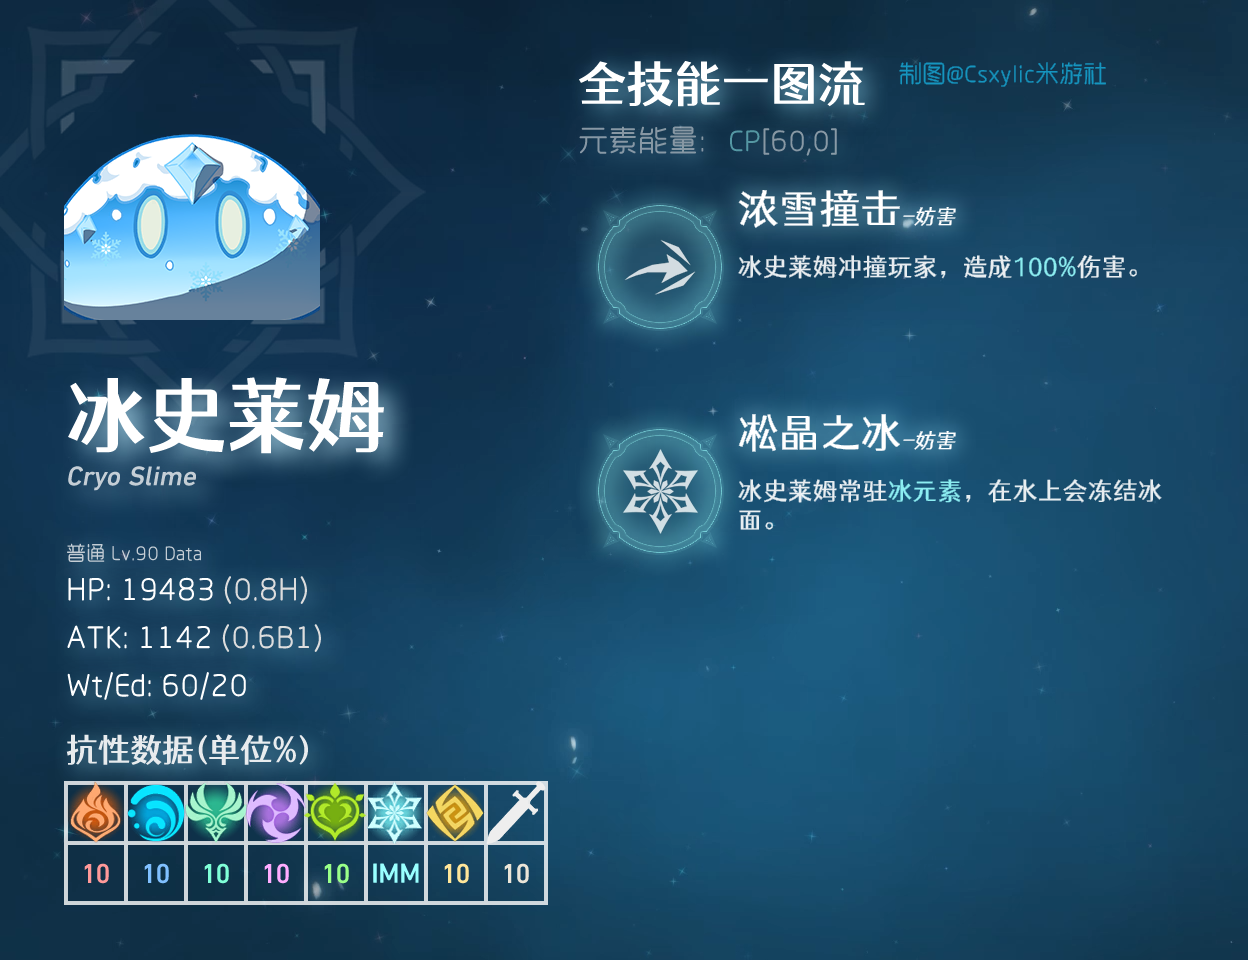 全技能一图流
制图@Csxylic米游社
元素能量: CP[60,0]
浓雪撞击-妨害
冰史莱姆冲撞玩家，造成100%伤害。
凇晶之冰-妨害
冰史莱姆常驻冰元素，在水上会冻结冰
面。
冰史莱姆
Cryo Slime
普通 Lv.90 Data
HP: 19483 (0.8H)
ATK: 1142 (0.6B1)
Wt/Ed: 60/20
抗性数据(单位%)
10 10 10 10 10 IMM 10 10